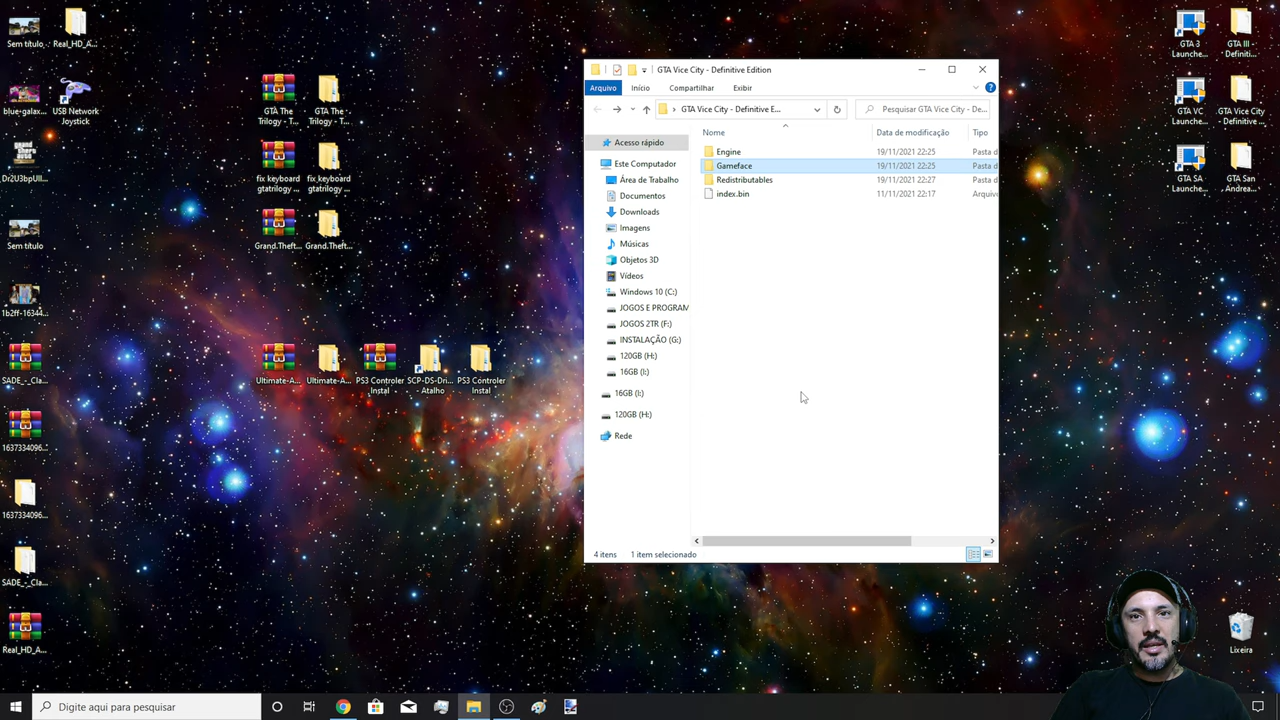 Sem título
Real_HD_A...
blue-galax...
USB Network
Joystick
Sem título
1b2ff-16344...
SADE_-_Cla...
1637334096...
1637334096...
SADE_-_Cla...
Real_HD_A...
GTA The
Trilogy - T...
GTA The
Trilogy - ...
fix keyboard
gatrilogy ...
fix keyboard
gatrilogy ...
Grand.Theft...
Grand.Theft...
Ultimate-A...
Ultimate-A...
PS3 Controler
Instal
SCP-DS-Dri...
- Atalho
PS3 Controler
Instal
GTA Vice City - Definitive Edition
Arquivo
Início
Compartilhar
Exibir
GTA Vice City - Definitive E...
Pesquisar GTA Vice City - De...
Nome
Data de modificação
Tipo
Acesso rápido
Este Computador
Área de Trabalho
Documentos
Downloads
Imagens
Músicas
Objetos 3D
Vídeos
Windows 10 (C:)
JOGOS E PROGRAM
JOGOS 2TR (F:)
INSTALAÇÃO (G:)
120GB (H:)
16GB (I:)
16GB (I:)
120GB (H:)
Rede
Engine 19/11/2021 22:25 Pasta d
Gameface 19/11/2021 22:25 Pasta d
Redistributables 19/11/2021 22:27 Pasta d
index.bin 11/11/2021 22:17 Arquivo
4 itens
1 item selecionado
GTA 3
Launche...
GTA III -
Definiti...
GTA VC
Launche...
GTA Vice City -
Definitive E...
GTA SA
Launche...
GTA San
Andrea...
Lixeira
Digite aqui para pesquisar